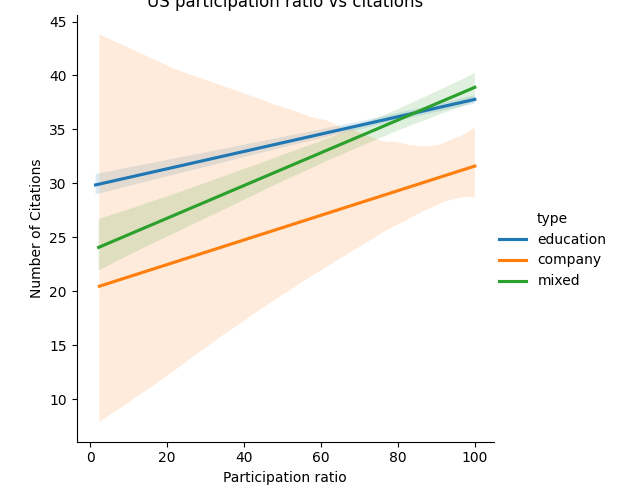 US participation ratio vs citations
45
40
35
30
25
20
15
10
Number of Citations
0 20 40 60 80 100
Participation ratio
type
education
company
mixed